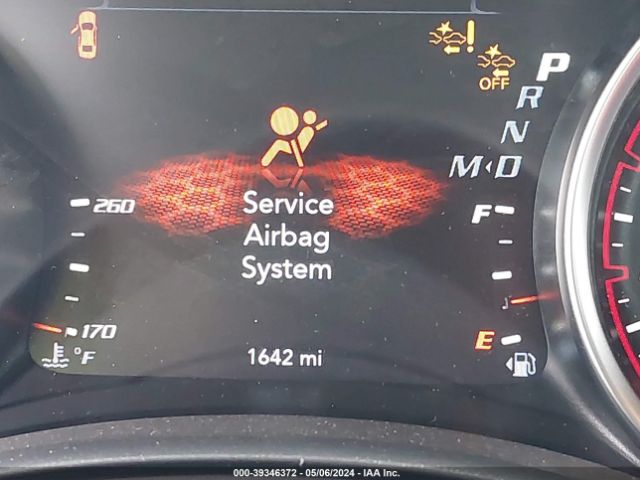 OFF
P
R
N
M◂D
260
F
Service
Airbag
System
170
°F
E
1642 mi
000-39346372 - 05/06/2024 - IAA Inc.